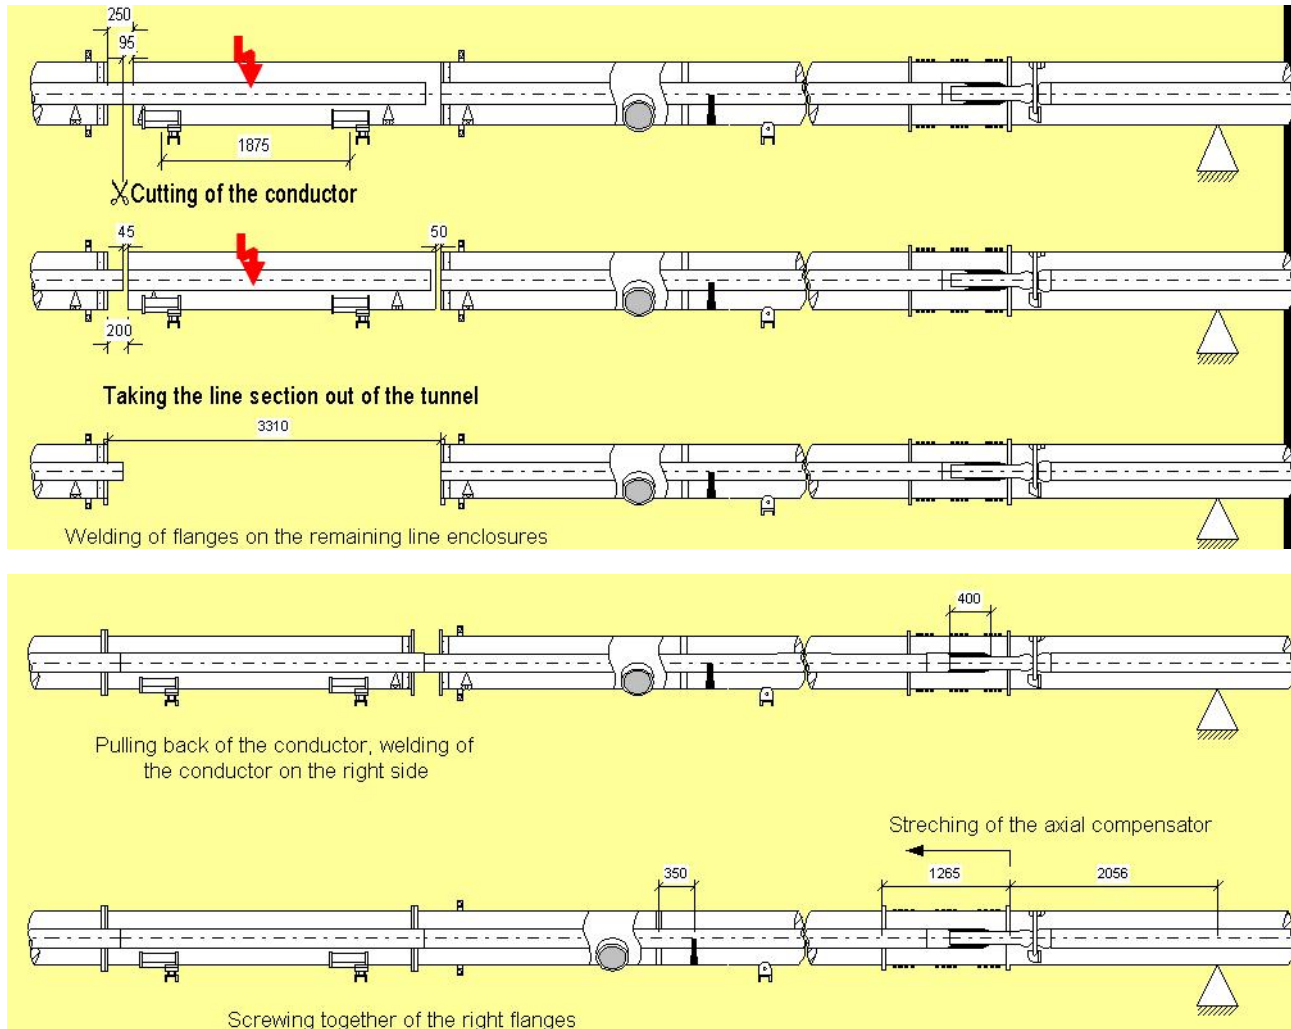 250
95
1875
Cutting of the conductor
45
50
200
Taking the line section out of the tunnel
3310
Welding of flanges on the remaining line enclosures
400
Pulling back of the conductor, welding of
the conductor on the right side
Streching of the axial compensator
350
1265
2056
Screwing together of the right flanges